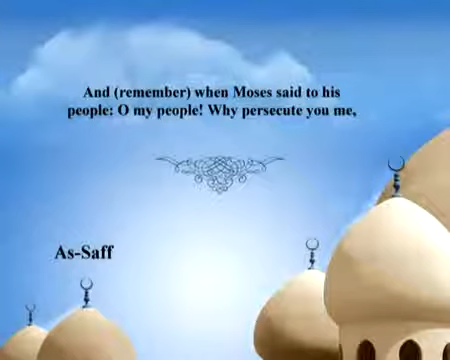 And (remember) when Moses said to his
people: O my people! Why persecute you me,
As-Saff